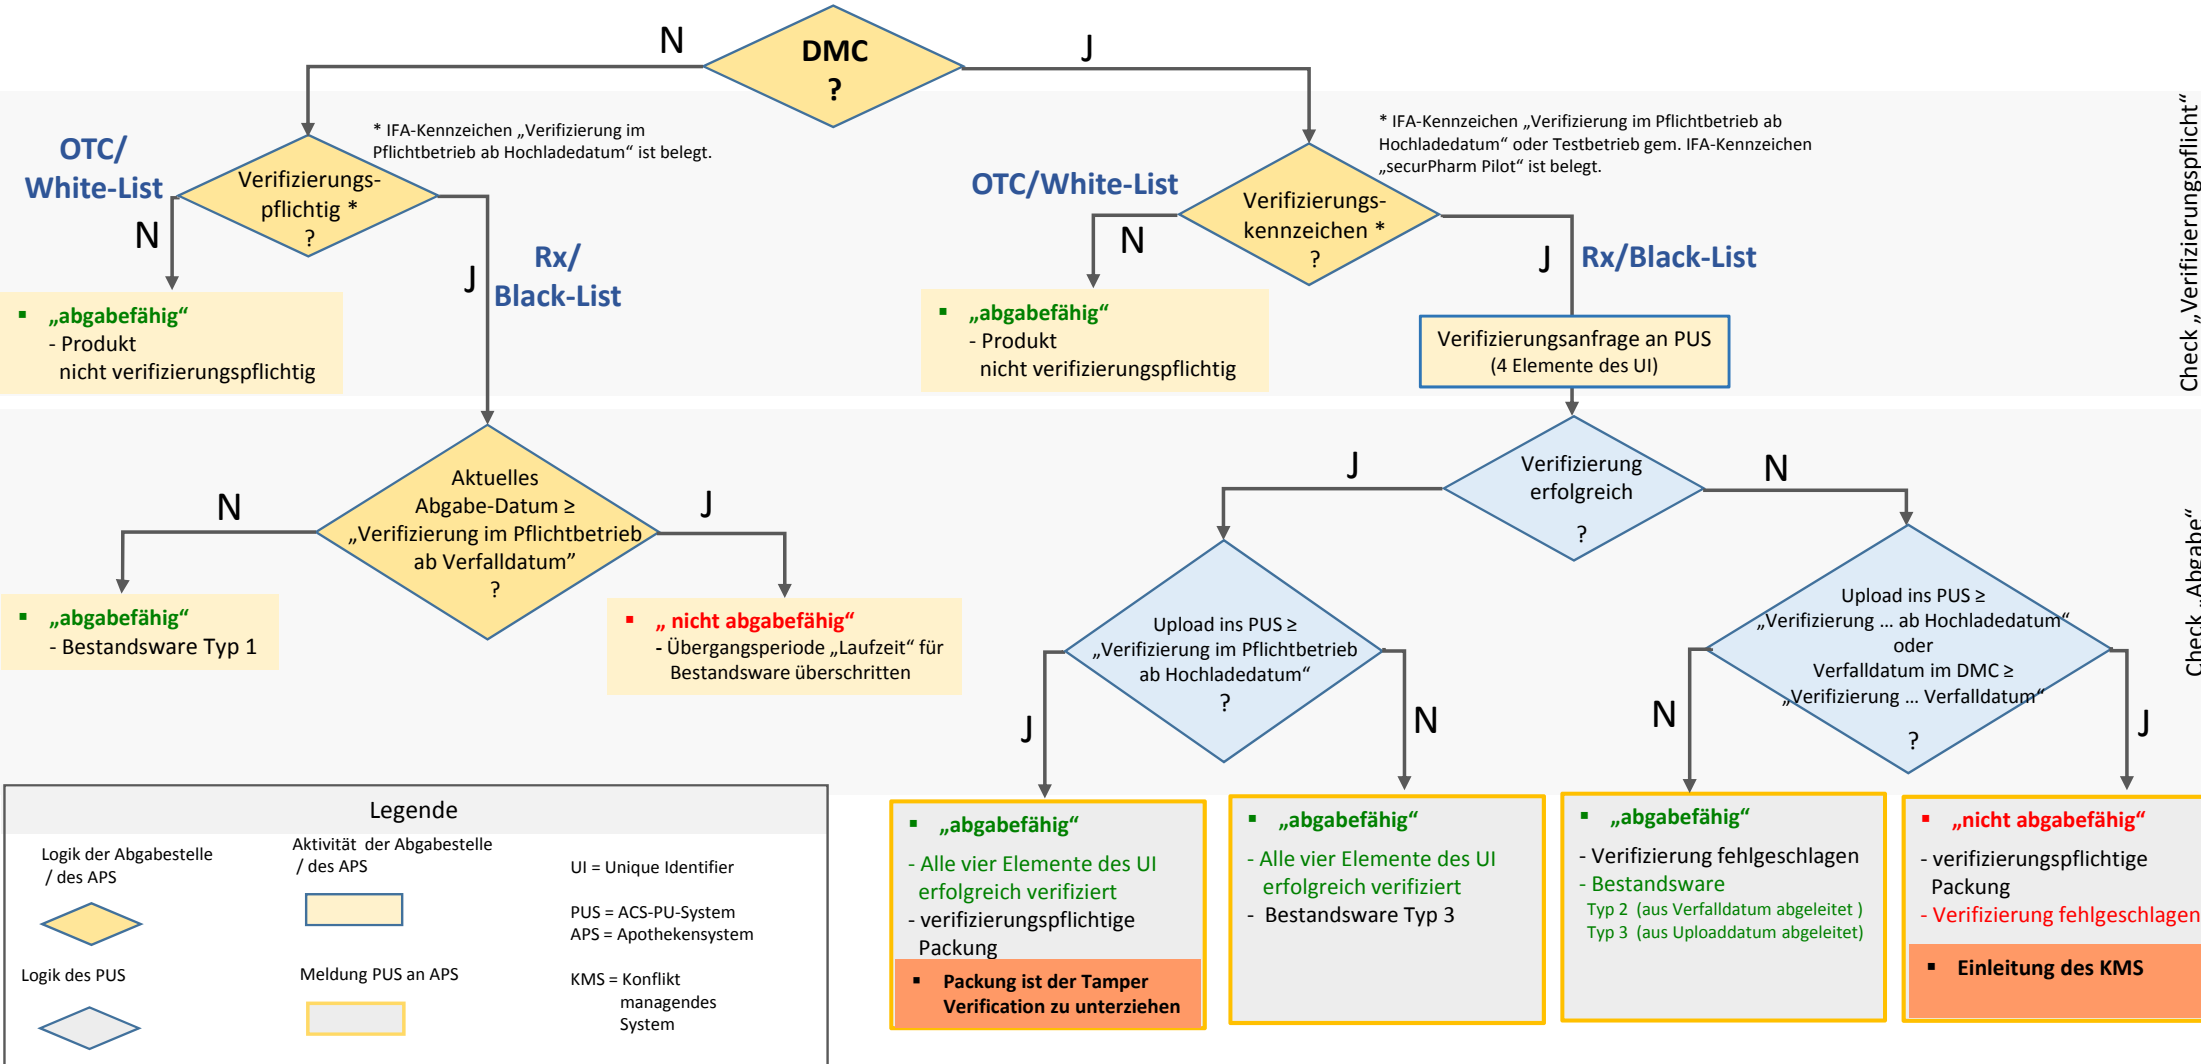 N
DMC
?
J
OTC/
White-List
* IFA-Kennzeichen „Verifizierung im
Pflichtbetrieb ab Hochladedatum“ ist belegt.
Verifizierungs-
pflichtig *
?
N
J
Rx/
Black-List
▪ „abgabefähig“
- Produkt
nicht verifizierungspflichtig
* IFA-Kennzeichen „Verifizierung im Pflichtbetrieb ab
Hochladedatum“ oder Testbetrieb gem. IFA-Kennzeichen
„securPharm Pilot“ ist belegt.
OTC/White-List
Verifizierungs-
kennzeichen *
?
N
J
Rx/Black-List
▪ „abgabefähig“
- Produkt
nicht verifizierungspflichtig
Verifizierungsanfrage an PUS
(4 Elemente des UI)
Check „Verifizierungspflicht“
N
Aktuelles
Abgabe-Datum ≥
„Verifizierung im Pflichtbetrieb
ab Verfalldatum”
?
J
▪ „abgabefähig“
- Bestandsware Typ 1
▪ „ nicht abgabefähig“
- Übergangsperiode „Laufzeit“ für
Bestandsware überschritten
J
Verifizierung
erfolgreich
?
N
Upload ins PUS ≥
„Verifizierung im Pflichtbetrieb
ab Hochladedatum“
?
J
N
Upload ins PUS ≥
„Verifizierung ... ab Hochladedatum“
oder
Verfalldatum im DMC ≥
„Verifizierung ... Verfalldatum“
?
N
J
Check „Abgabe“
▪ „abgabefähig“
- Alle vier Elemente des UI
erfolgreich verifiziert
- verifizierungspflichtige
Packung
▪ Packung ist der Tamper
Verification zu unterziehen
▪ „abgabefähig“
- Alle vier Elemente des UI
erfolgreich verifiziert
- Bestandsware Typ 3
▪ „abgabefähig“
- Verifizierung fehlgeschlagen
- Bestandsware
Typ 2 (aus Verfalldatum abgeleitet )
Typ 3 (aus Uploaddatum abgeleitet)
▪ „nicht abgabefähig“
- verifizierungspflichtige
Packung
- Verifizierung fehlgeschlagen
▪ Einleitung des KMS
Legende
Logik der Abgabestelle
/ des APS
Aktivität der Abgabestelle
/ des APS
Logik des PUS
Meldung PUS an APS
UI = Unique Identifier
PUS = ACS-PU-System
APS = Apothekensystem
KMS = Konflikt
managendes
System